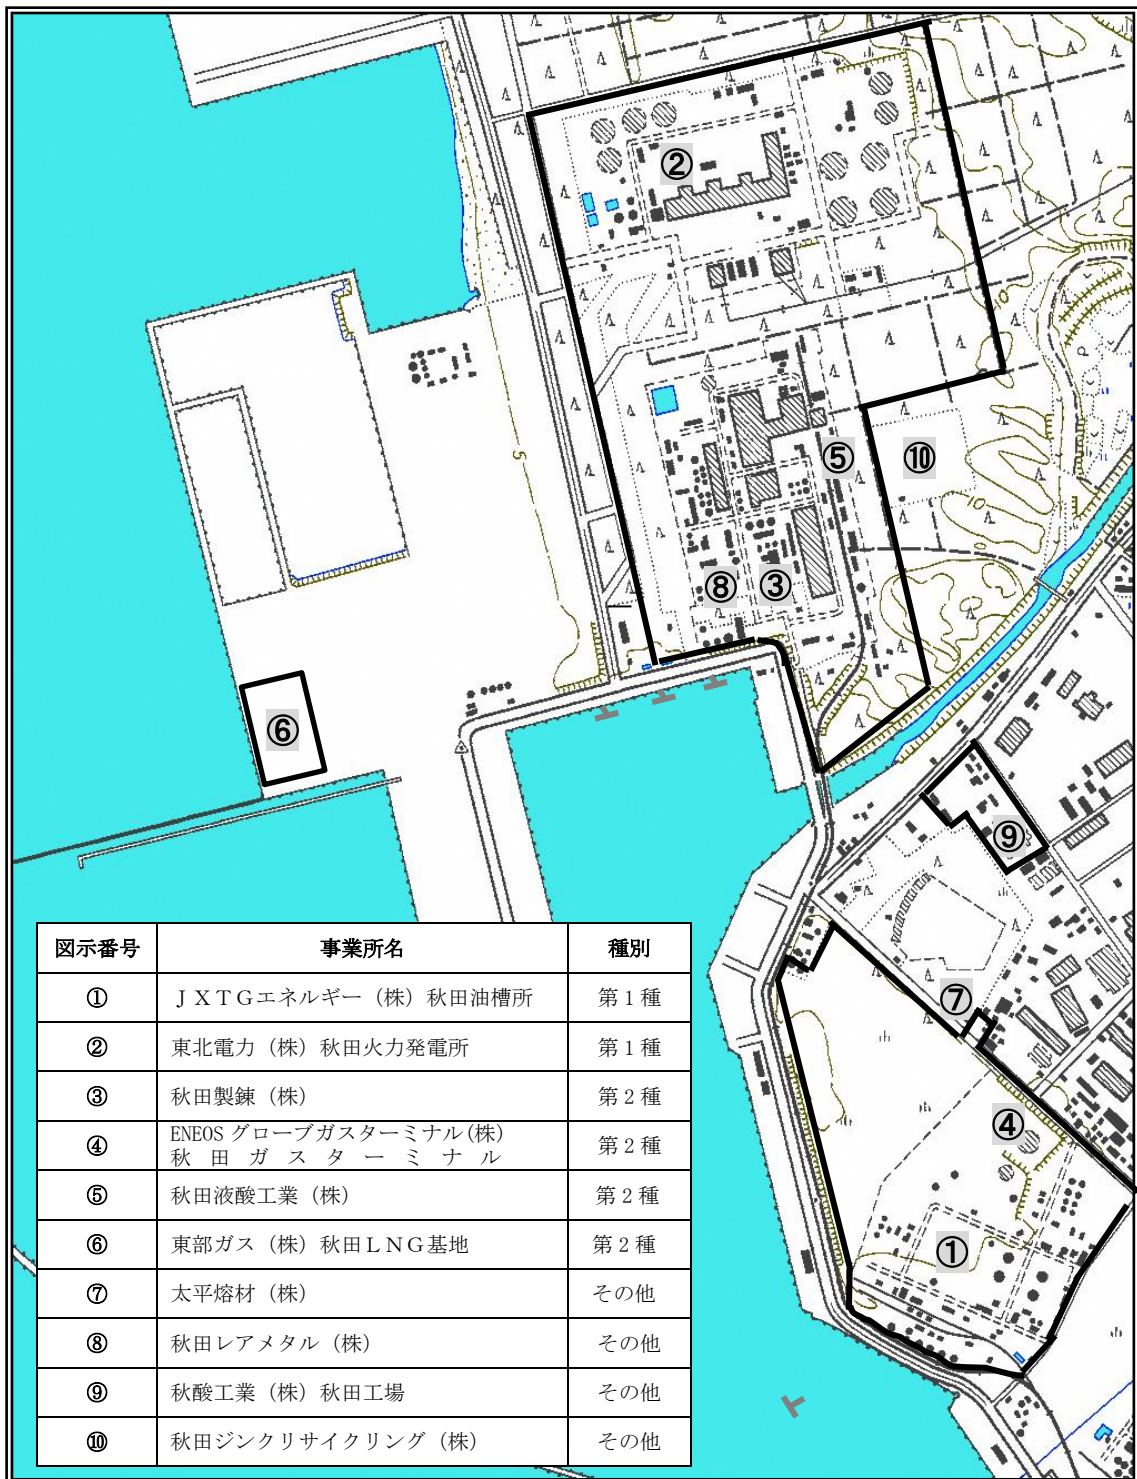 ②
⑤
⑩
⑧
③
5
10
10
⑥
⑨
⑦
④
①
図示番号 事業所名 種別
① ＪＸＴＧエネルギー（株）秋田油槽所 第１種
② 東北電力（株）秋田火力発電所 第１種
③ 秋田製錬（株） 第２種
④ ENEOS グローブガスターミナル(株) 第２種
秋田ガスターミナル
⑤ 秋田液酸工業（株） 第２種
⑥ 東部ガス（株）秋田ＬＮＧ基地 第２種
⑦ 太平熔材（株） その他
⑧ 秋田レアメタル（株） その他
⑨ 秋酸工業（株）秋田工場 その他
⑩ 秋田ジンクリサイクリング（株） その他